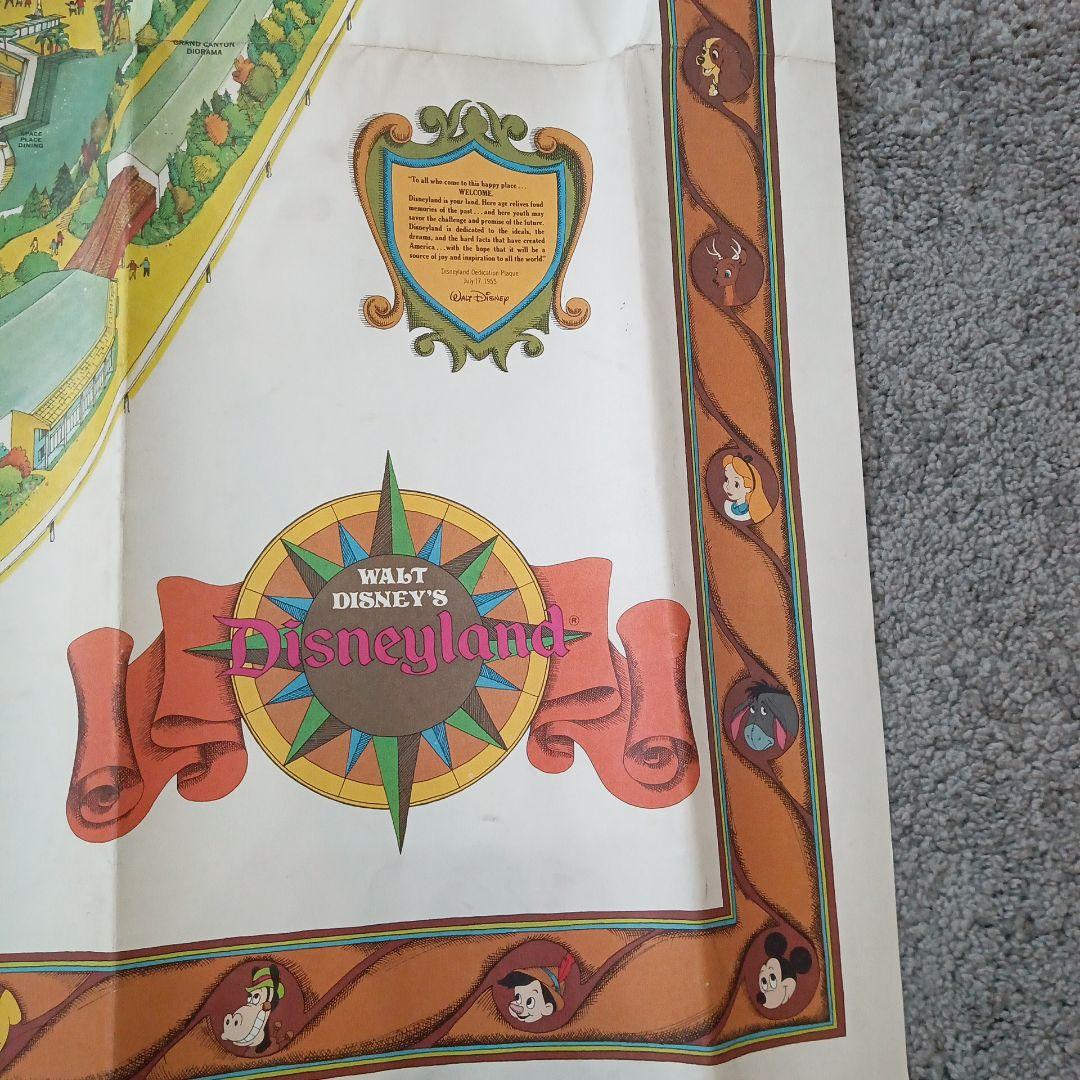 GRAND CANYON
DIORAMA
SPACE
PLACE
DINING
"To all who come to this happy place...
WELCOME.
Disneyland is your land. Here age relives fond
memories of the past...and here youth may
savor the challenge and promise of the future.
Disneyland is dedicated to the ideals, the
dreams, and the hard facts that have created
America...with the hope that it will be a
source of joy and inspiration to all the world."
Disneyland Dedication Plaque
July 17, 1955
Walt Disney
WALT
DISNEY'S
Disneyland®